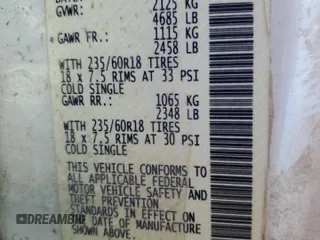 2125 KG
GVWR: 4685 LB
GAWR FR.: 1115 KG
2458 LB
WITH 235/60R18 TIRES
18 x 7.5 RIMS AT 33 PSI
COLD SINGLE
GAWR RR.: 1065 KG
2348 LB
WITH 235/60R18 TIRES
18 x 7.5 RIMS AT 30 PSI
COLD SINGLE
THIS VEHICLE CONFORMS TO
ALL APPLICABLE FEDERAL
MOTOR VEHICLE SAFETY AND
THEFT PREVENTION
STANDARDS IN EFFECT ON
THE DATE OF MANUFACTURE
SHOWN ABOVE.